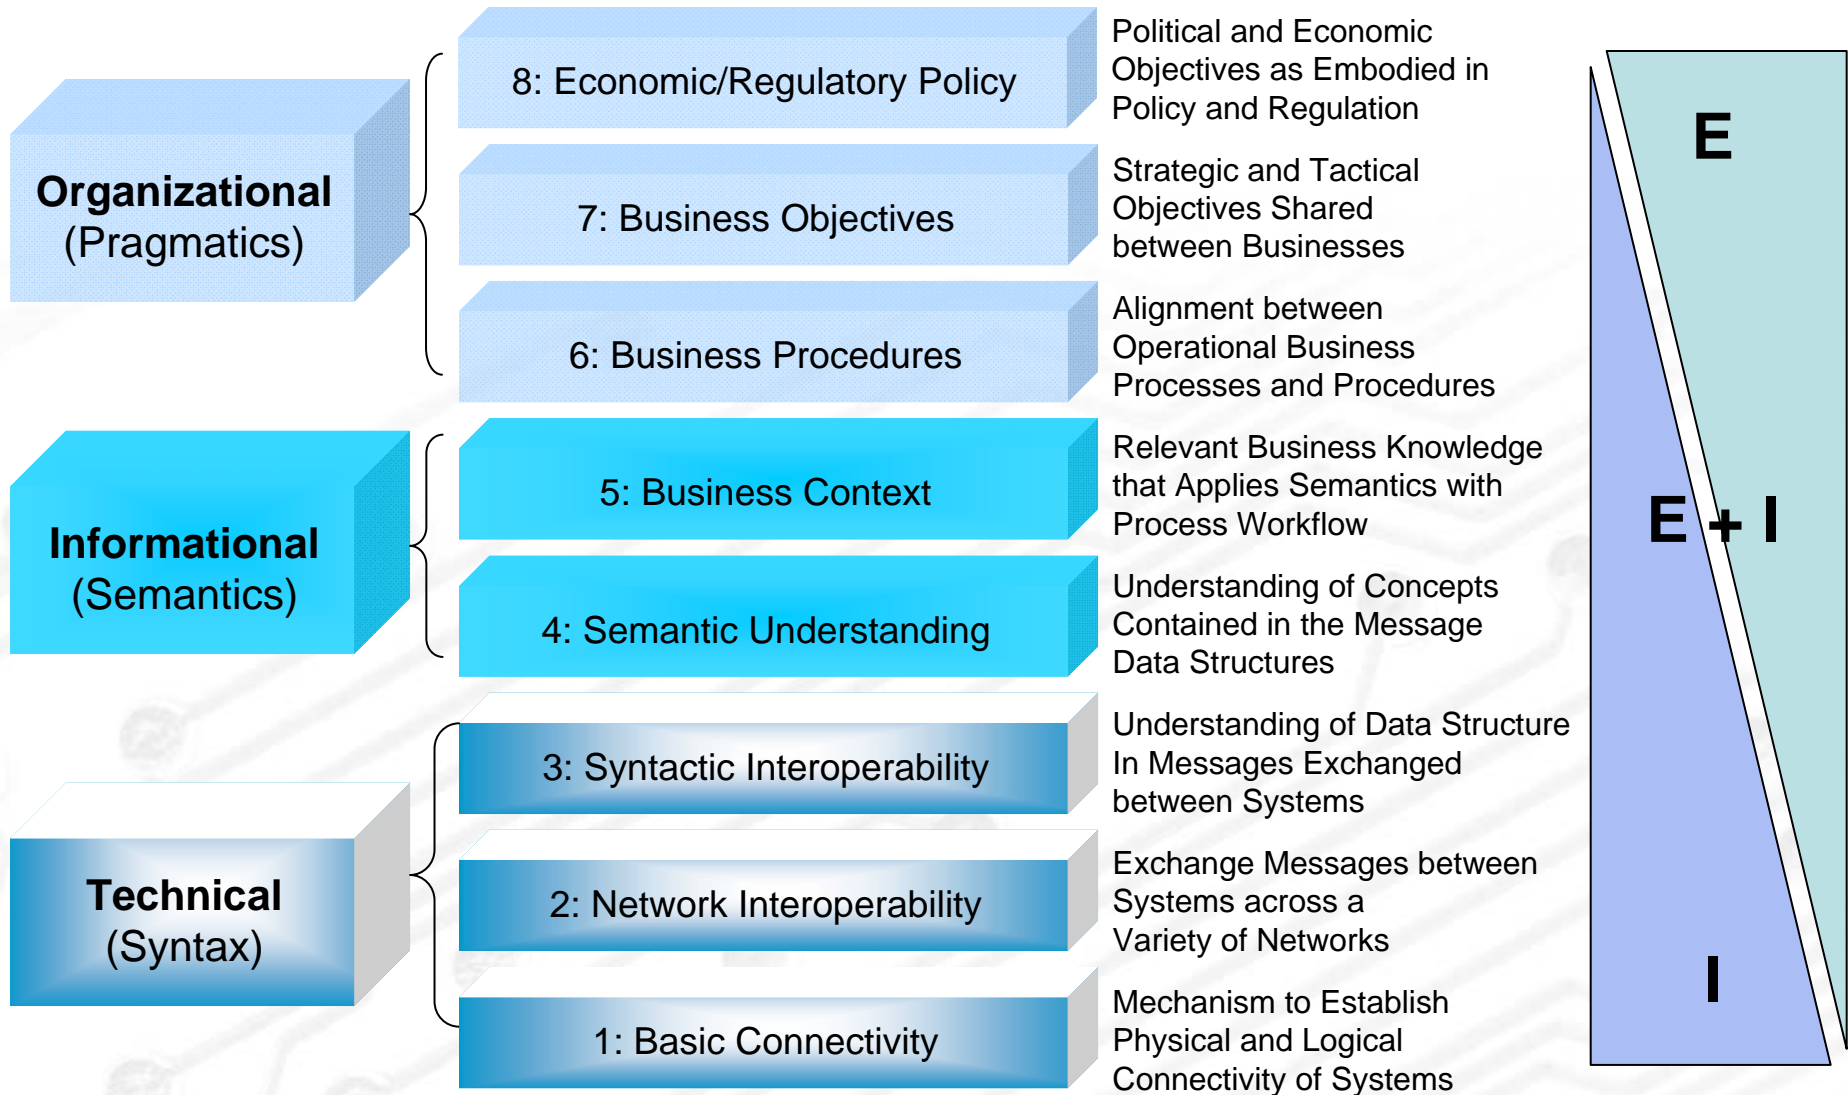 Organizational
(Pragmatics)
8: Economic/Regulatory Policy
Political and Economic
Objectives as Embodied in
Policy and Regulation
7: Business Objectives
Strategic and Tactical
Objectives Shared
between Businesses
6: Business Procedures
Alignment between
Operational Business
Processes and Procedures
Informational
(Semantics)
5: Business Context
Relevant Business Knowledge
that Applies Semantics with
Process Workflow
4: Semantic Understanding
Understanding of Concepts
Contained in the Message
Data Structures
Technical
(Syntax)
3: Syntactic Interoperability
Understanding of Data Structure
In Messages Exchanged
between Systems
2: Network Interoperability
Exchange Messages between
Systems across a
Variety of Networks
1: Basic Connectivity
Mechanism to Establish
Physical and Logical
Connectivity of Systems
E
E + I
I